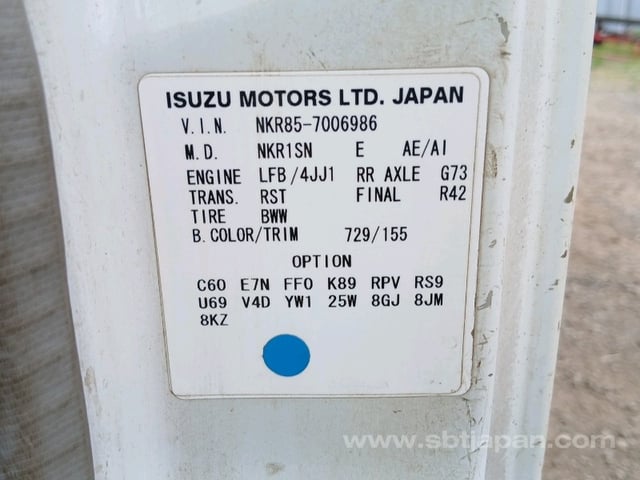 ISUZU MOTORS LTD. JAPAN
V.I.N. NKR85-7006986
M.D. NKR1SN E AE/AI
ENGINE LFB/4JJ1 RR AXLE G73
TRANS. RST FINAL R42
TIRE BWW
B.COLOR/TRIM 729/155
OPTION
C60 E7N FF0 K89 RPV RS9
U69 V4D YW1 25W 8GJ 8JM
8KZ
www.sbtjapan.com